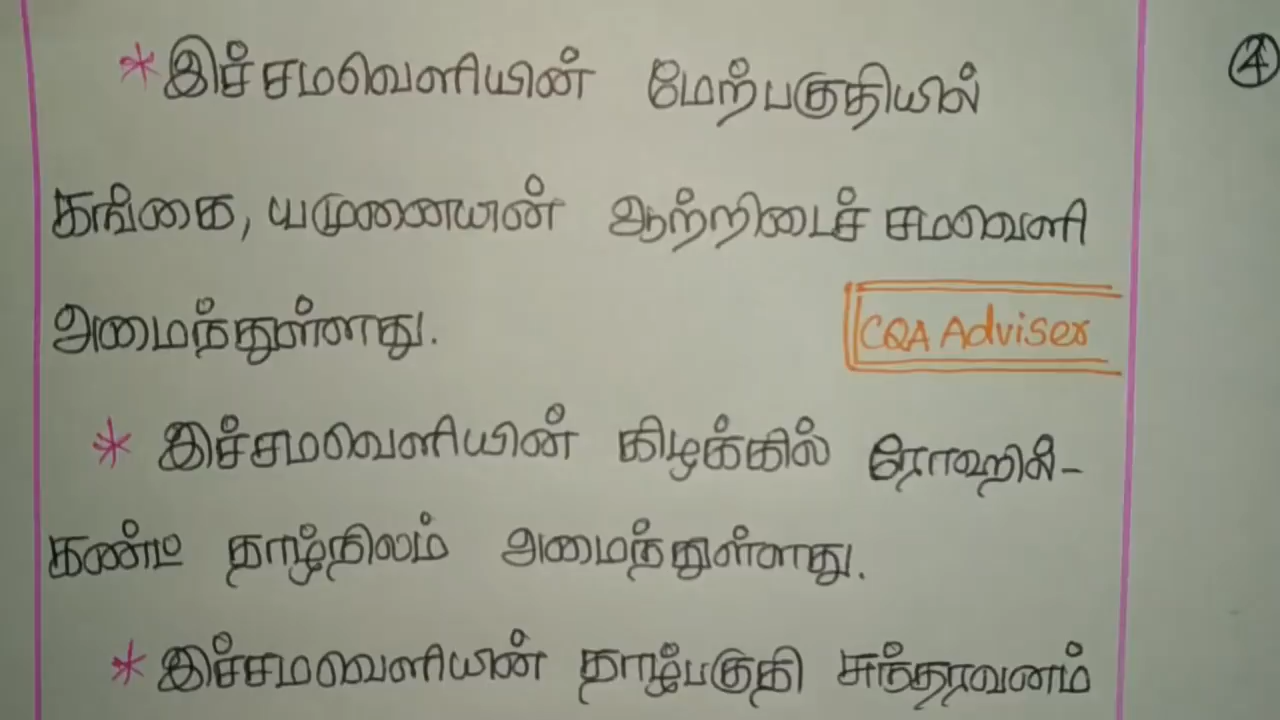 * இச்சமவெளியின் மேற்பகுதியில்
④
கங்கை, யமுனையின் ஆற்றிடைச் சமவெளி
அமைந்துள்ளது.
CQA Adviser
* இச்சமவெளியின் கிழக்கில் ரோஹில்-
கண்ட தாழ்நிலம் அமைந்துள்ளது.
* இச்சமவெளியின் தாழ்பகுதி சுந்தரவனம்